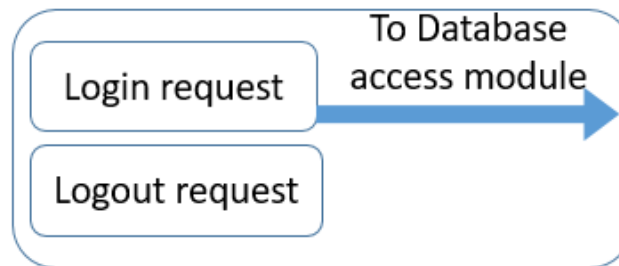 Login request
To Database
access module
Logout request